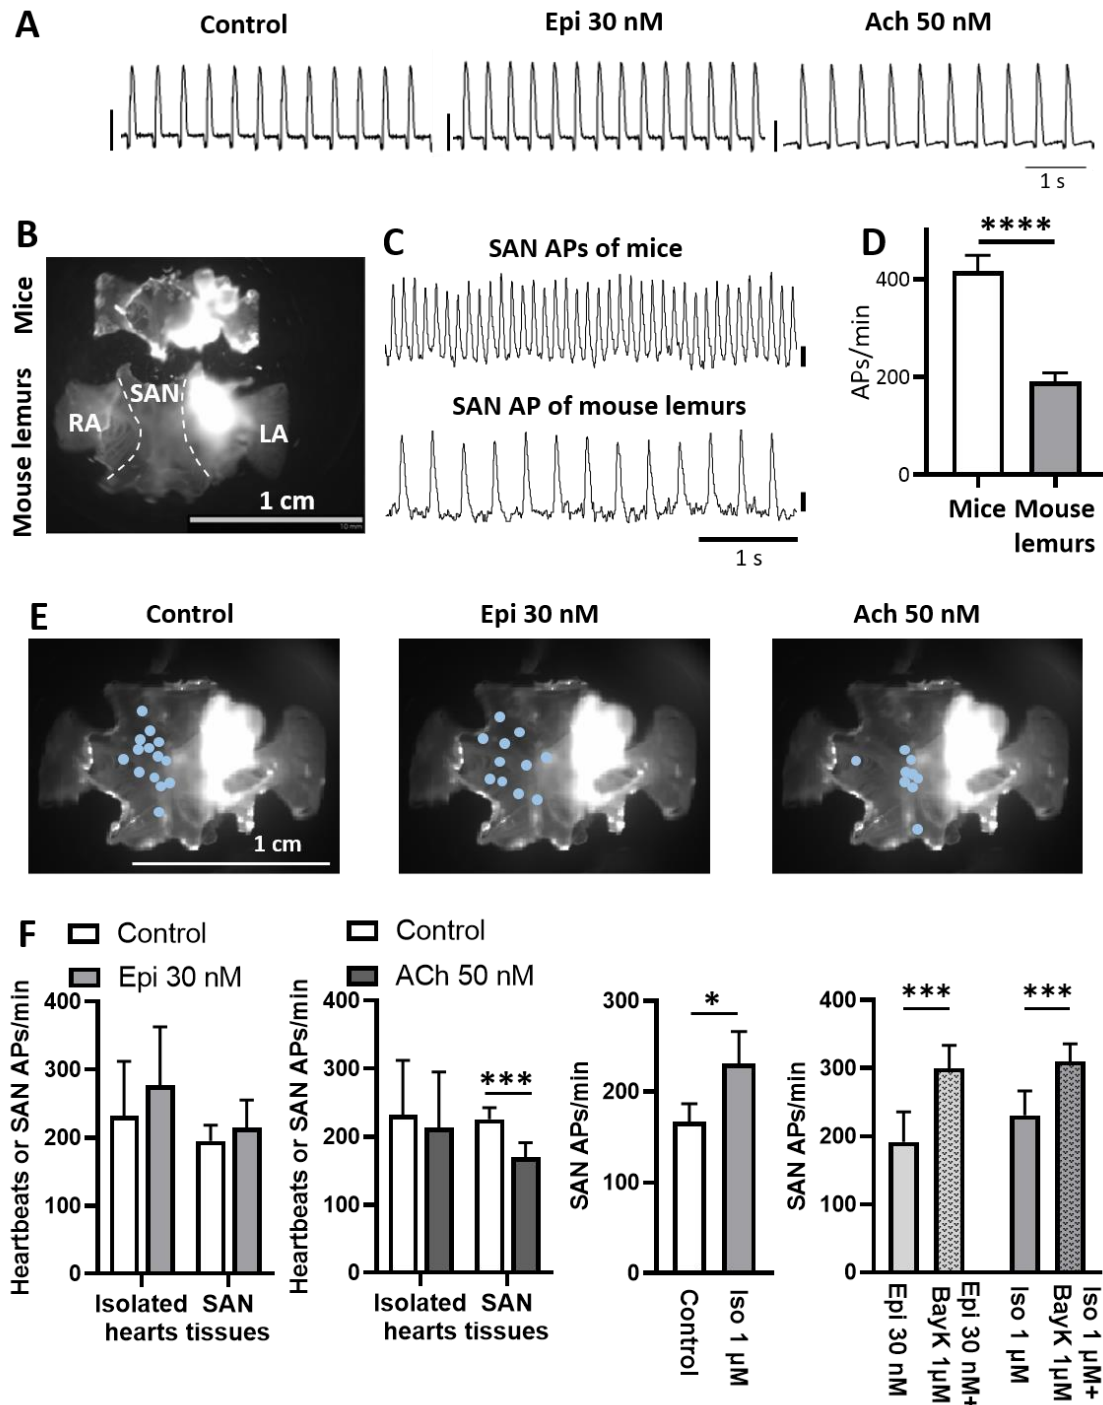 A
Control
Epi 30 nM
Ach 50 nM
1 s
B
Mice
Mouse lemurs
SAN
RA
LA
1 cm
10 mm
C
SAN APs of mice
SAN AP of mouse lemurs
1 s
D
****
APs/min
400
200
0
Mice Mouse
lemurs
E
Control
Epi 30 nM
Ach 50 nM
1 cm
F
Control
Epi 30 nM
Heartbeats or SAN APs/min
400
300
200
100
0
Isolated SAN
hearts tissues
Control
ACh 50 nM
Heartbeats or SAN APs/min
400
300
200
100
0
***
Isolated SAN
hearts tissues
SAN APs/min
300
200
100
0
*
Control
Iso 1 µM
SAN APs/min
400
300
200
100
0
***
***
Epi 30 nM
Epi 30 nM+
BayK 1µM
Iso 1 µM
Iso 1 µM+
BayK 1µM